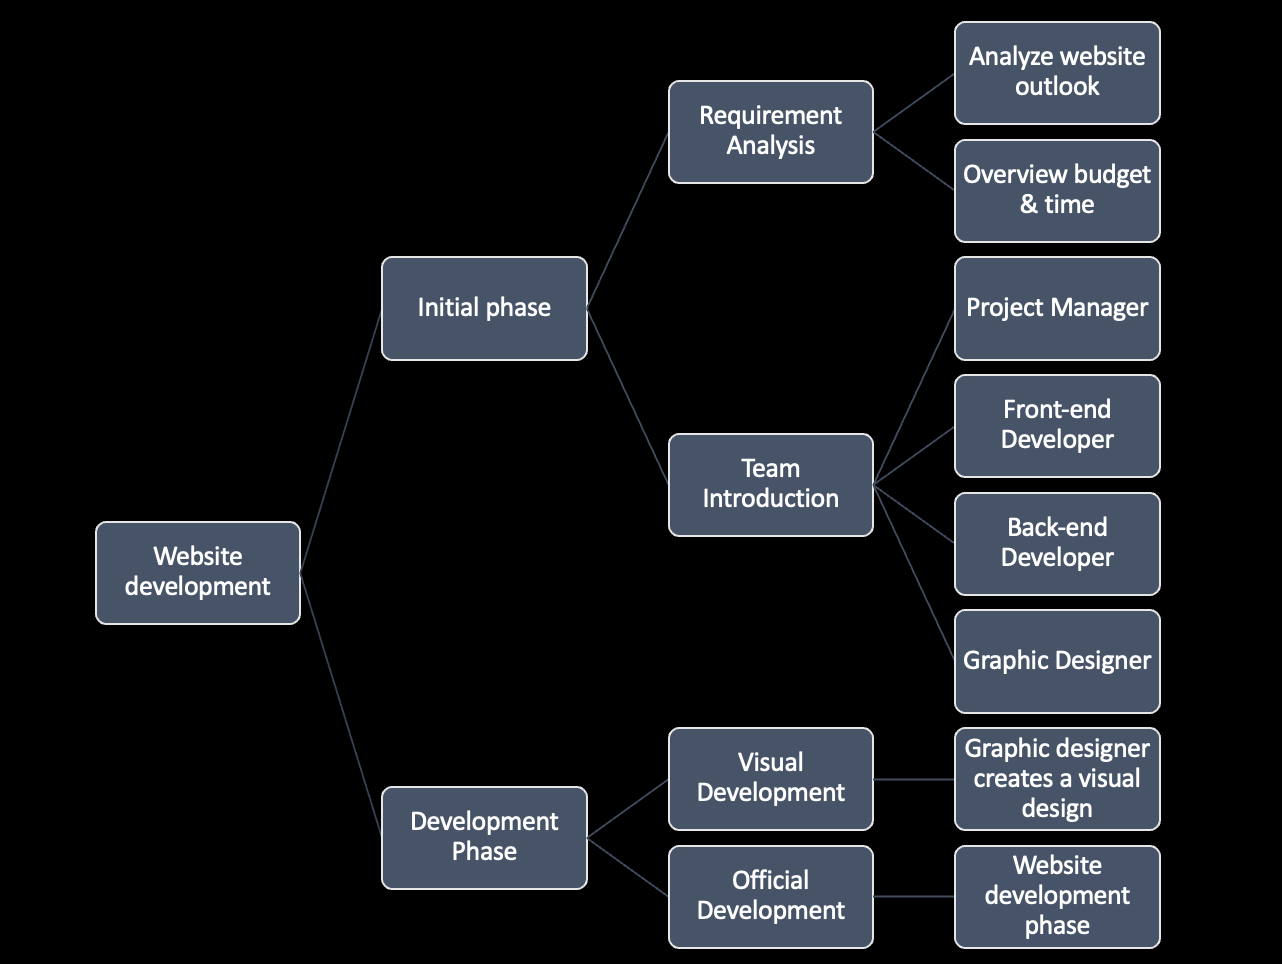 Analyze website
outlook
Requirement
Analysis
Overview budget
& time
Initial phase
Project Manager
Front-end
Developer
Team
Introduction
Back-end
Developer
Website
development
Graphic Designer
Visual
Development
Graphic designer
creates a visual
design
Development
Phase
Official
Development
Website
development
phase